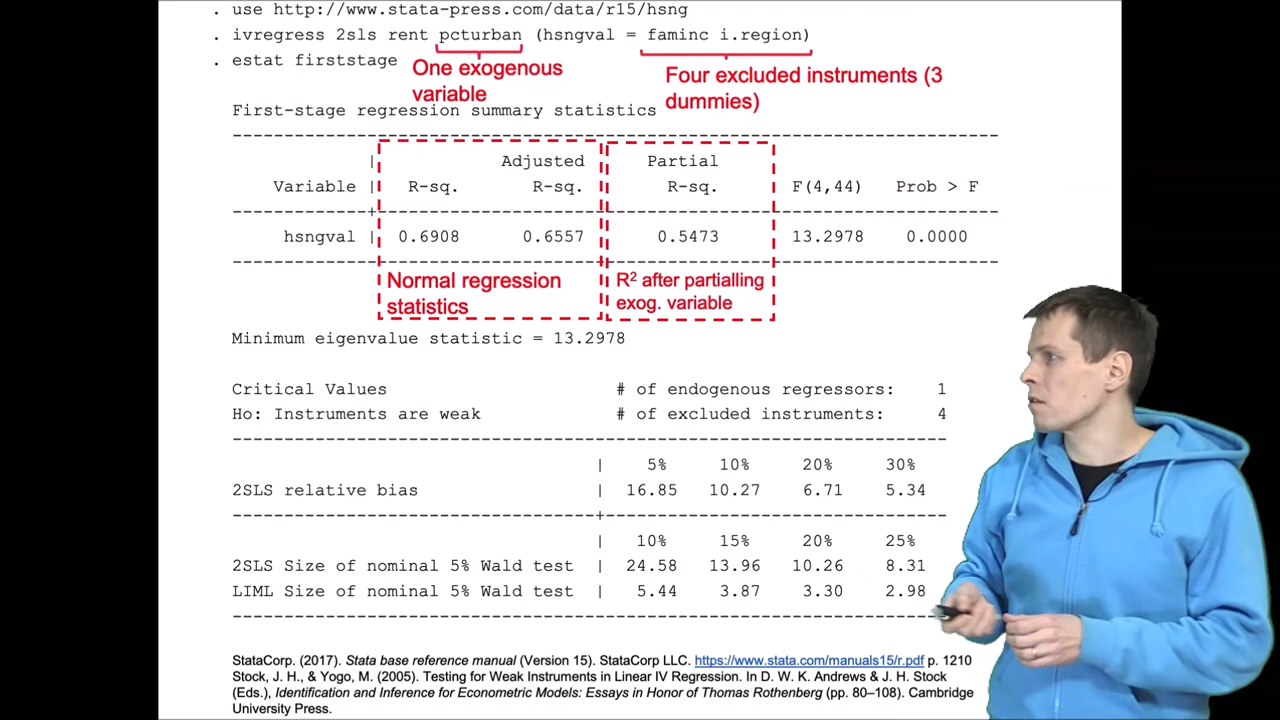 . use http://www.stata-press.com/data/r15/hsng
. ivregress 2sls rent pcturban (hsngval = faminc i.region)
. estat firststage
One exogenous
variable
Four excluded instruments (3
dummies)
First-stage regression summary statistics
--------------------------------------------------------------------------
| Adjusted Partial
Variable | R-sq. R-sq. R-sq. F(4,44) Prob > F
-------------+------------------------------------------------------------
hsngval | 0.6908 0.6557 0.5473 13.2978 0.0000
--------------------------------------------------------------------------
Normal regression
statistics
R² after partialling
exog. variable
Minimum eigenvalue statistic = 13.2978
Critical Values # of endogenous regressors: 1
Ho: Instruments are weak # of excluded instruments: 4
---------------------------------------------------------------------
| 5% 10% 20% 30%
2SLS relative bias | 16.85 10.27 6.71 5.34
-----------------------------------+---------------------------------
| 10% 15% 20% 25%
2SLS Size of nominal 5% Wald test | 24.58 13.96 10.26 8.31
LIML Size of nominal 5% Wald test | 5.44 3.87 3.30 2.98
---------------------------------------------------------------------
StataCorp. (2017). Stata base reference manual (Version 15). StataCorp LLC. https://www.stata.com/manuals15/r.pdf p. 1210
Stock, J. H., & Yogo, M. (2005). Testing for Weak Instruments in Linear IV Regression. In D. W. K. Andrews & J. H. Stock
(Eds.), Identification and Inference for Econometric Models: Essays in Honor of Thomas Rothenberg (pp. 80–108). Cambridge
University Press.